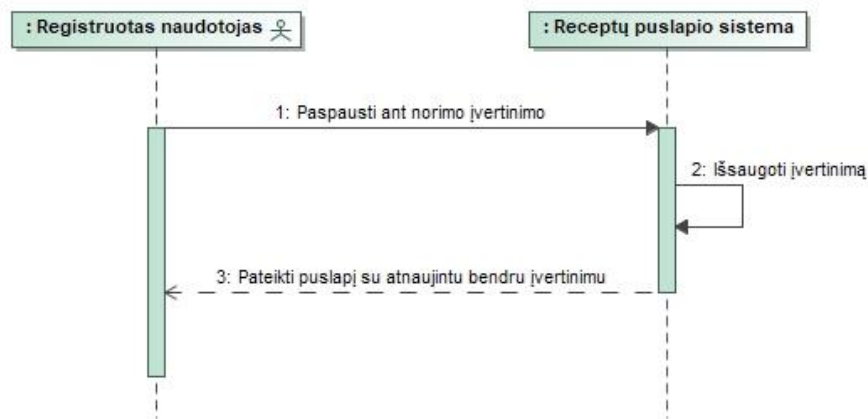 : Registruotas naudotojas
: Receptų puslapio sistema
1: Paspausti ant norimo įvertinimo
2: Išsaugoti įvertinimą
3: Pateikti puslapį su atnaujintu bendru įvertinimu